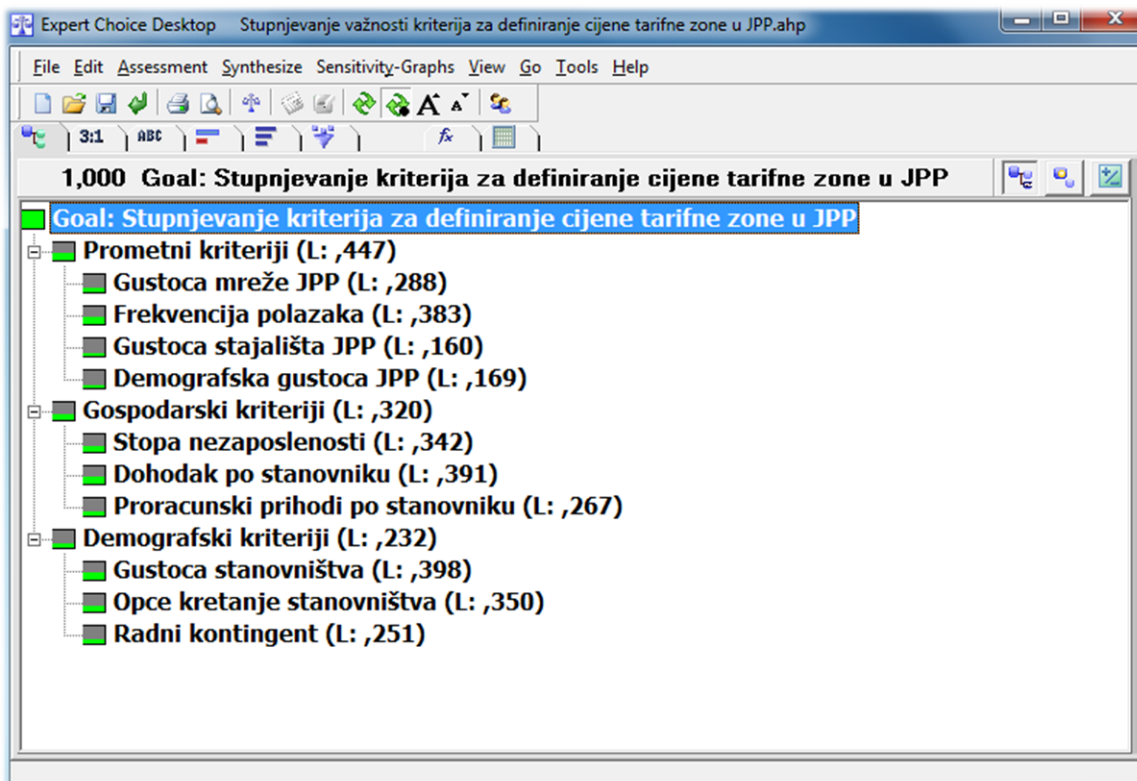 Expert Choice Desktop Stupnjevanje važnosti kriterija za definiranje cijene tarifne zone u JPP.ahp
File Edit Assessment Synthesize Sensitivity-Graphs View Go Tools Help
A A
3:1 ABC fx
1,000 Goal: Stupnjevanje kriterija za definiranje cijene tarifne zone u JPP
Goal: Stupnjevanje kriterija za definiranje cijene tarifne zone u JPP
Prometni kriteriji (L: ,447)
Gustoca mreže JPP (L: ,288)
Frekvencija polazaka (L: ,383)
Gustoca stajališta JPP (L: ,160)
Demografska gustoca JPP (L: ,169)
Gospodarski kriteriji (L: ,320)
Stopa nezaposlenosti (L: ,342)
Dohodak po stanovniku (L: ,391)
Proracunski prihodi po stanovniku (L: ,267)
Demografski kriteriji (L: ,232)
Gustoca stanovništva (L: ,398)
Opce kretanje stanovništva (L: ,350)
Radni kontingent (L: ,251)